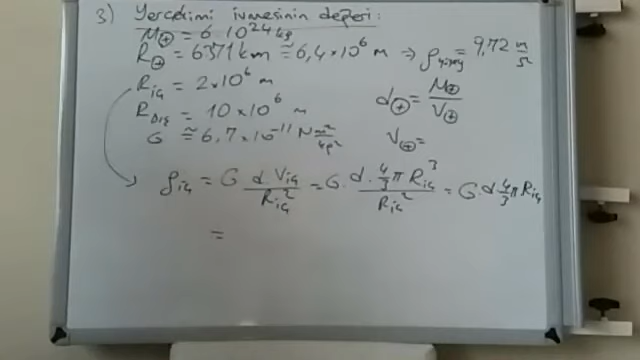 3) Yerçekimi ivmesinin değeri:
M⊕ = 6.10²⁴ kg
R⊕ = 6371 km ≅ 6,4×10⁶ m ⇒ g yüzey = 9,72 m/s²
R iç = 2×10⁶ m
d⊕ = M⊕/V⊕
R Dış = 10×10⁶ m
G ≅ 6,7×10⁻¹¹ N m²/kg²
V⊕ =
g iç = G d.V iç/R iç² = G.d.4/3 π R iç³/R iç² = G.d 4/3 π R iç
=